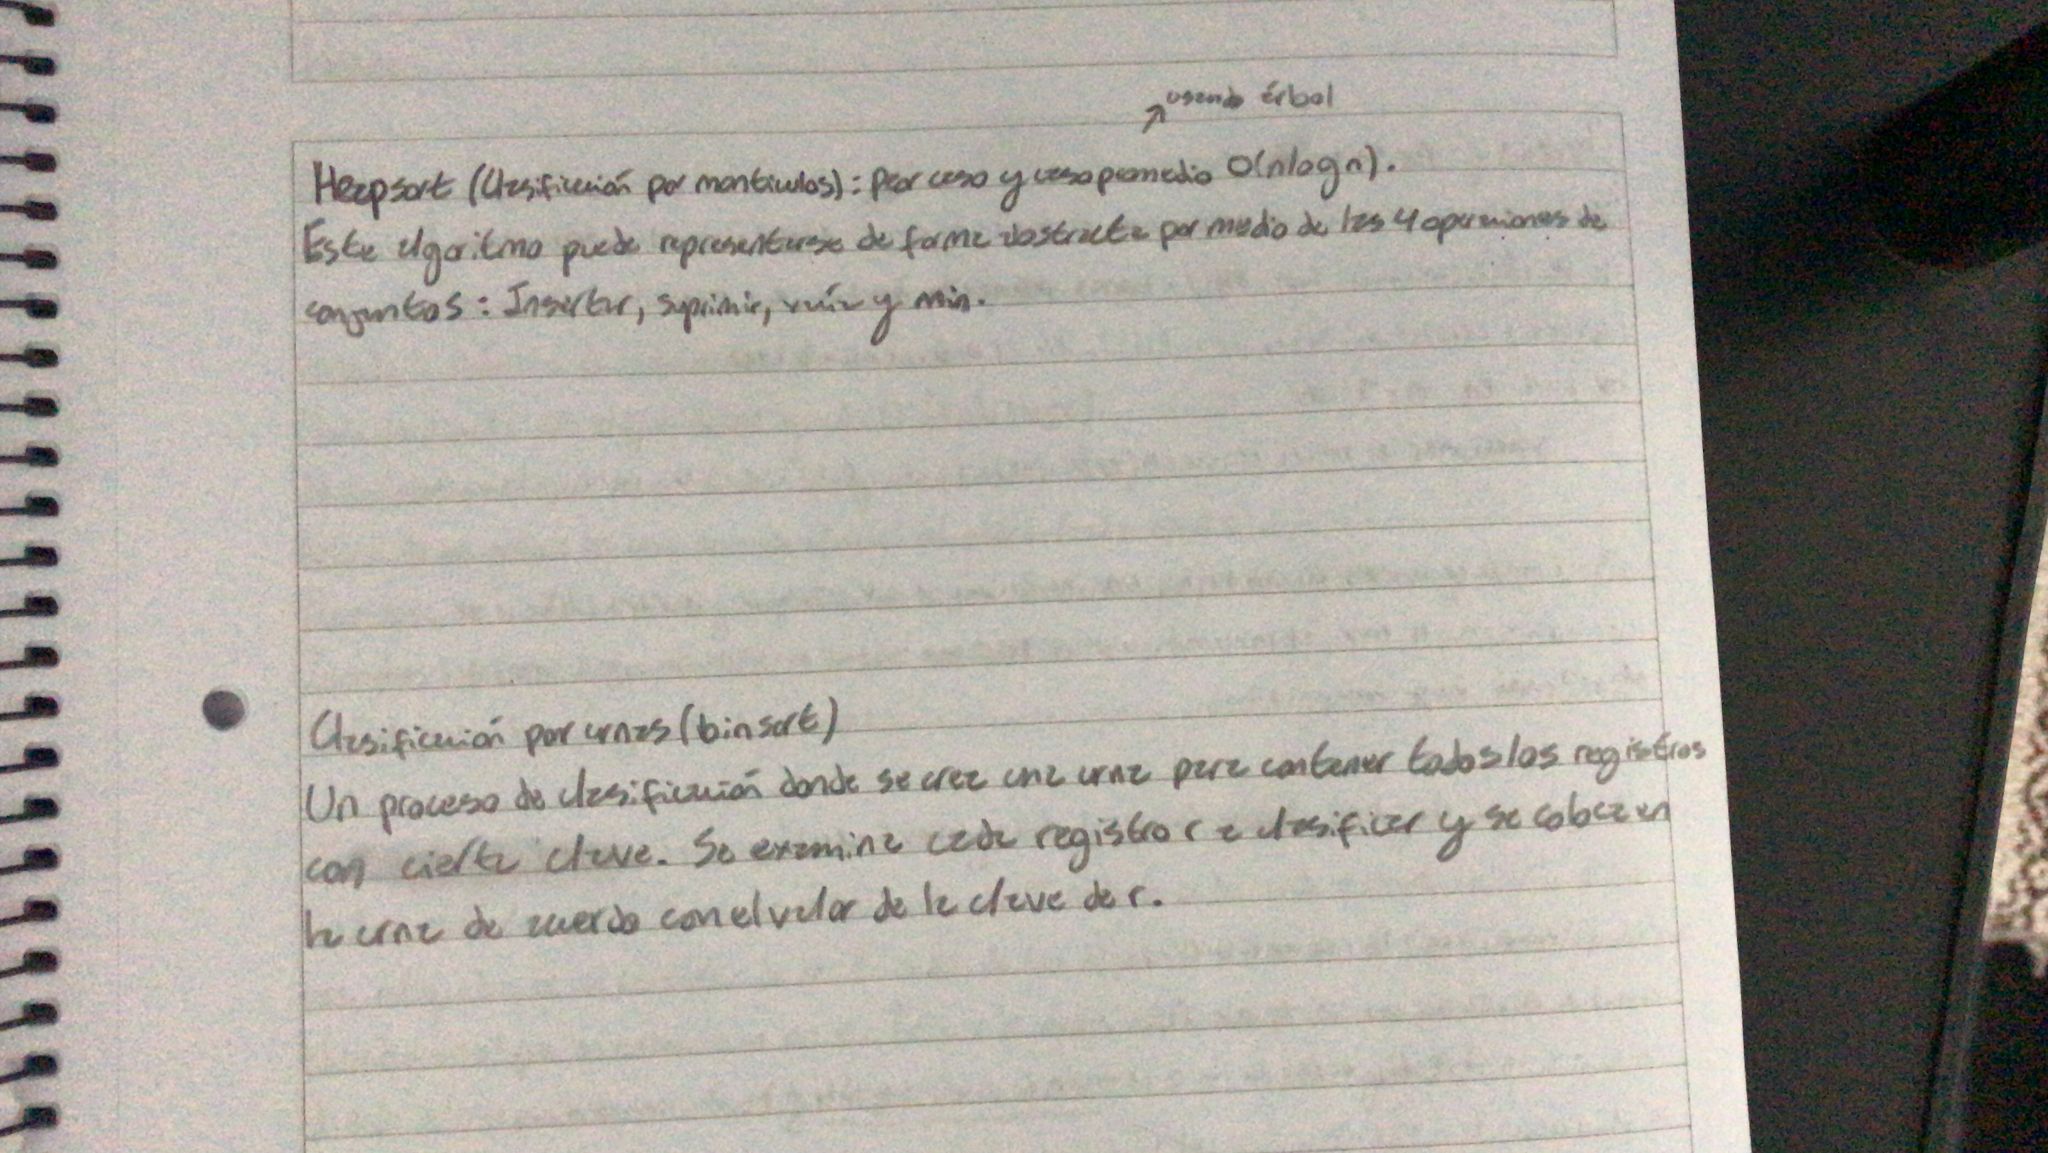 usando árbol
Heapsort (Clasificación por montículos): peor caso y caso promedio O(nlogn).
Este algoritmo puede representarse de forma abstracta por medio de las 4 operaciones de
conjuntos: Insertar, suprimir, vacía y min.
Clasificación por urnas (binsort)
Un proceso de clasificación donde se crea una urna para contener todos los registros
con cierta clave. Se examina cada registro r a clasificar y se coloca en
la urna de acuerdo con el valor de la clave de r.